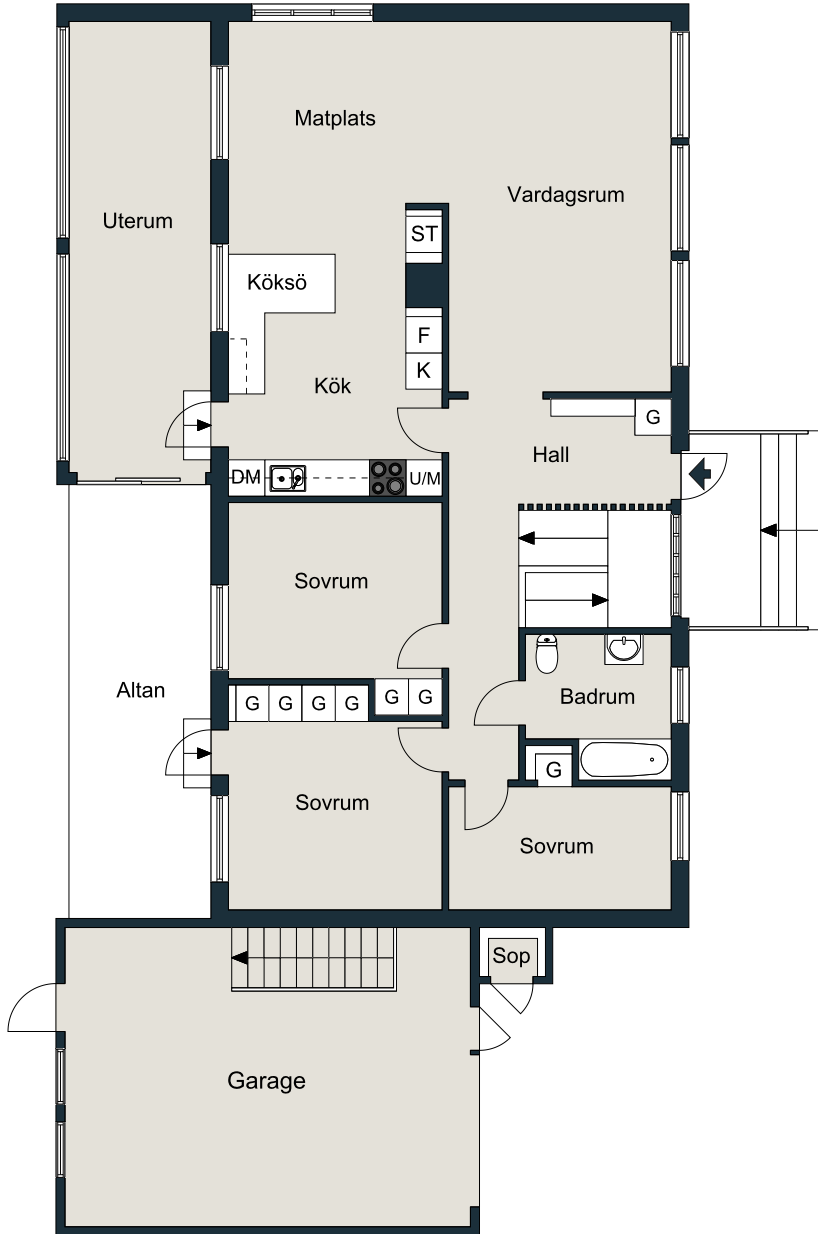 Matplats
Vardagsrum
Uterum
ST
Köksö
F
K
Kök
G
Hall
DM
U/M
Sovrum
Altan
G
G
G
G
G
G
Badrum
G
Sovrum
Sovrum
Sop
Garage